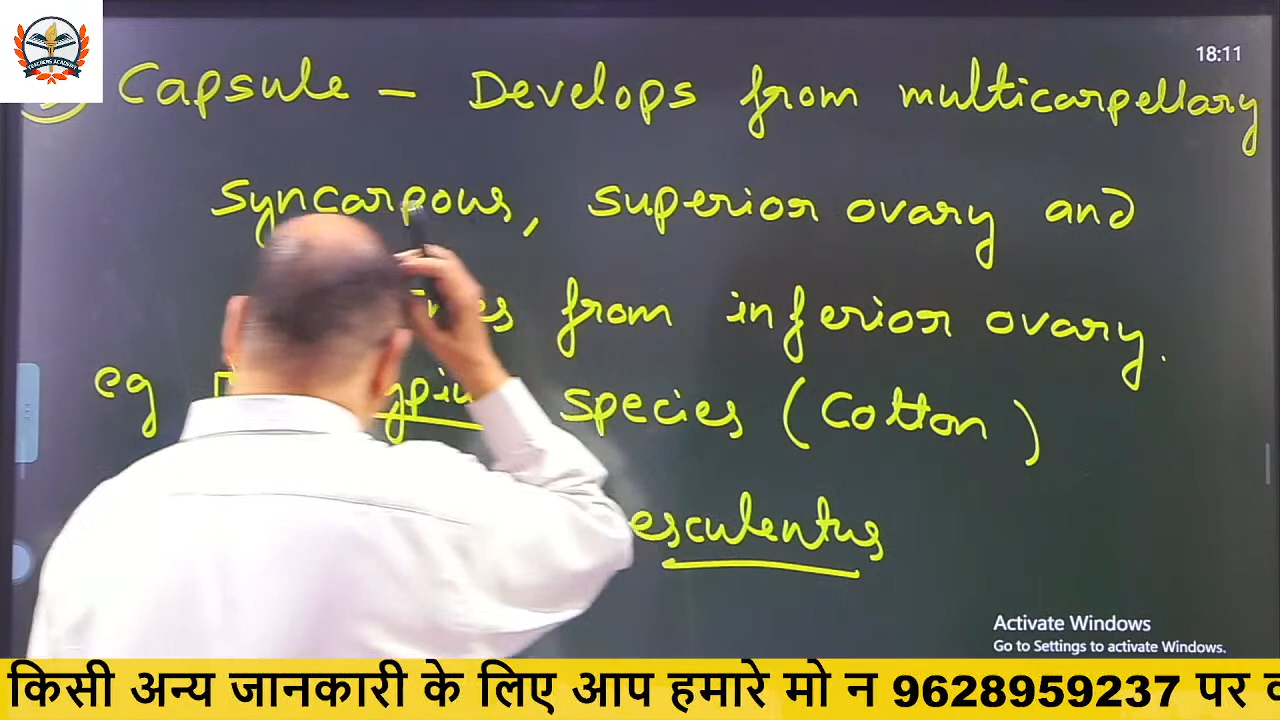 18:11
Capsule - Develops from multicarpellary
Syncarpous, superior ovary and
from inferior ovary.
eg species (Cotton)
esculentus
Activate Windows
Go to Settings to activate Windows.
किसी अन्य जानकारी के लिए आप हमारे मो न 9628959237 पर